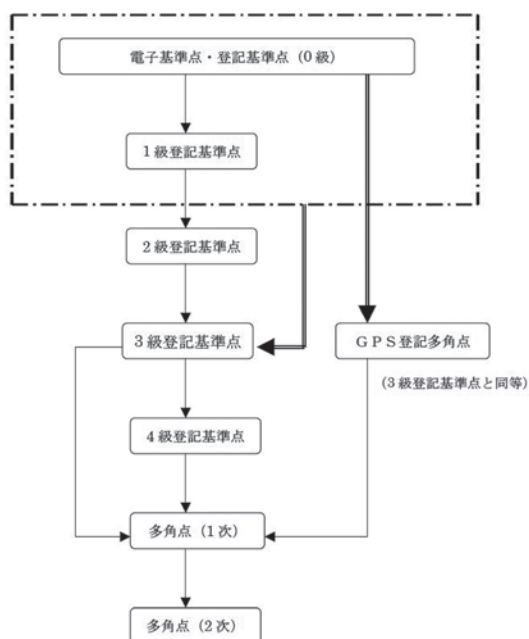 電子基準点・登記基準点（0級）
1級登記基準点
2級登記基準点
3級登記基準点
ＧＰＳ登記多角点
（3級登記基準点と同等）
4級登記基準点
多角点（1次）
多角点（2次）